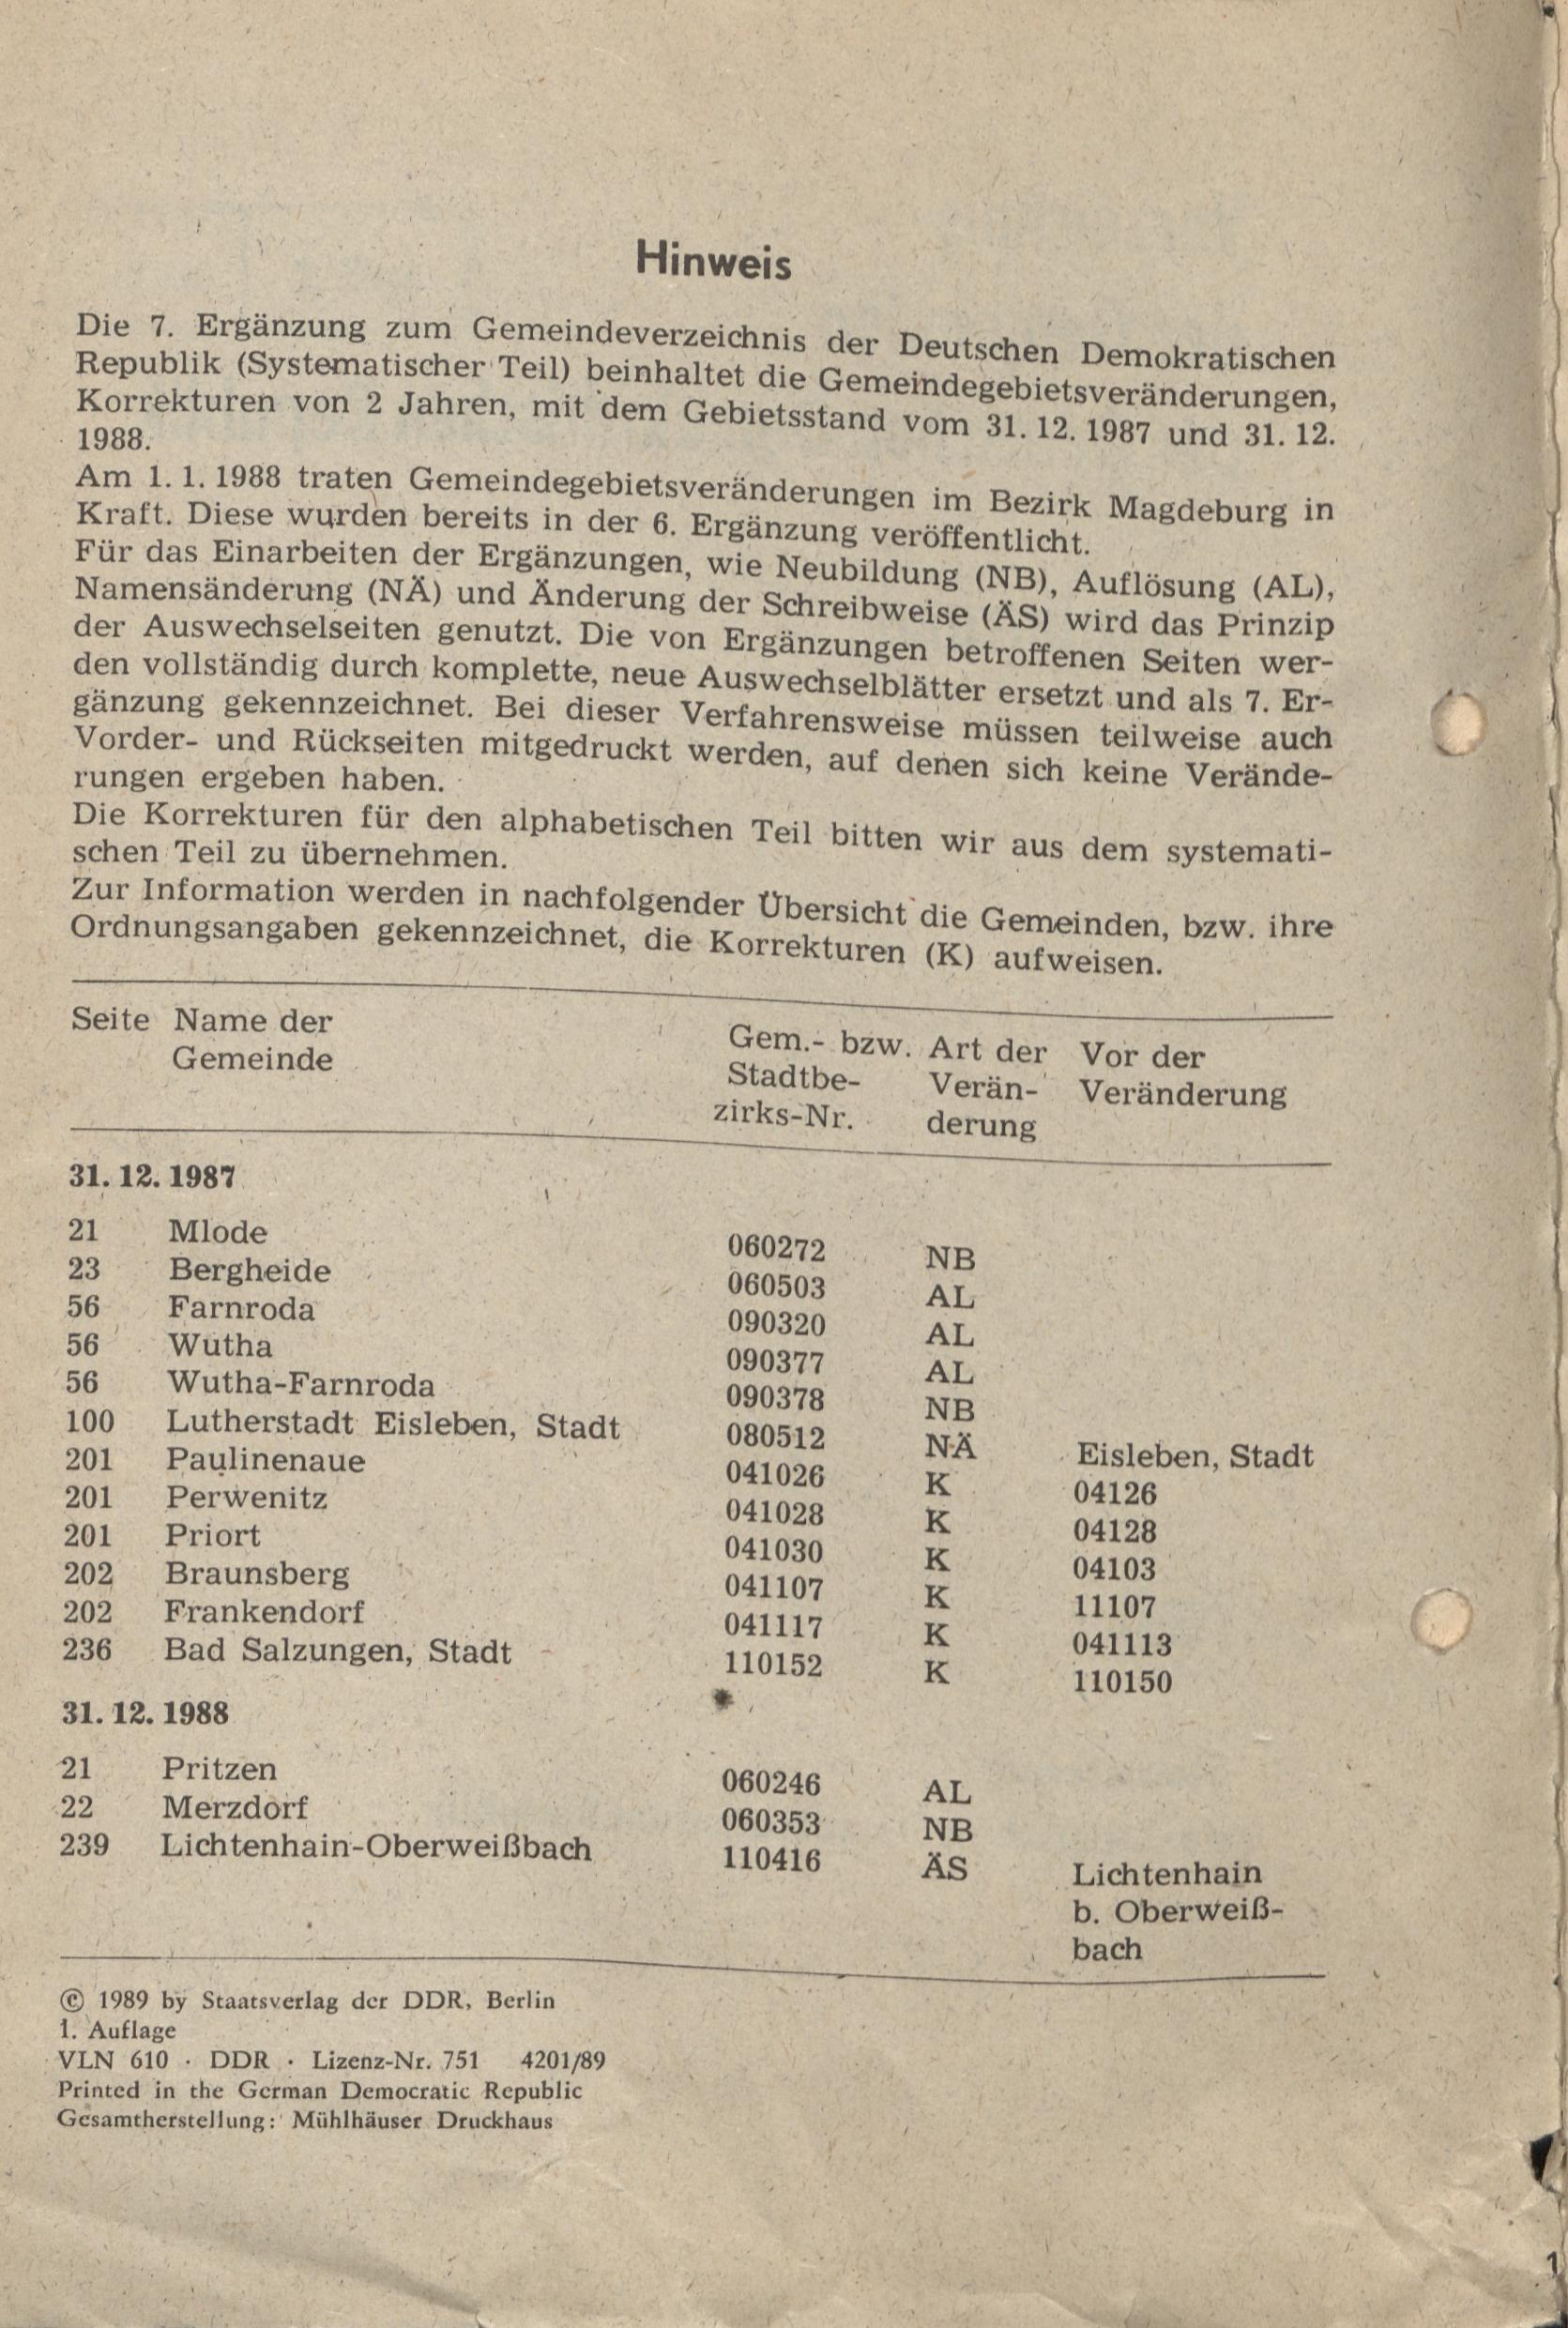 Hinweis
Die 7. Ergänzung zum Gemeindeverzeichnis der Deutschen Demokratischen
Republik (Systematischer Teil) beinhaltet die Gemeindegebietsveränderungen,
Korrekturen von 2 Jahren, mit dem Gebietsstand vom 31. 12. 1987 und 31. 12.
1988.
Am 1. 1. 1988 traten Gemeindegebietsveränderungen im Bezirk Magdeburg in
Kraft. Diese wurden bereits in der 6. Ergänzung veröffentlicht.
Für das Einarbeiten der Ergänzungen, wie Neubildung (NB), Auflösung (AL),
Namensänderung (NÄ) und Änderung der Schreibweise (ÄS) wird das Prinzip
der Auswechselseiten genutzt. Die von Ergänzungen betroffenen Seiten wer-
den vollständig durch komplette, neue Auswechselblätter ersetzt und als 7. Er-
gänzung gekennzeichnet. Bei dieser Verfahrensweise müssen teilweise auch
Vorder- und Rückseiten mitgedruckt werden, auf denen sich keine Verände-
rungen ergeben haben.
Die Korrekturen für den alphabetischen Teil bitten wir aus dem systemati-
schen Teil zu übernehmen.
Zur Information werden in nachfolgender Übersicht die Gemeinden, bzw. ihre
Ordnungsangaben gekennzeichnet, die Korrekturen (K) aufweisen.
Seite Name der Gem.- bzw. Art der Vor der
Gemeinde Stadtbe- Verän- Veränderung
zirks-Nr. derung
31. 12. 1987
21 Mlode 060272 NB
23 Bergheide 060503 AL
56 Farnroda 090320 AL
56 Wutha 090377 AL
56 Wutha-Farnroda 090378 NB
100 Lutherstadt Eisleben, Stadt 080512 NÄ Eisleben, Stadt
201 Paulinenaue 041026 K 04126
201 Perwenitz 041028 K 04128
201 Priort 041030 K 04103
202 Braunsberg 041107 K 11107
202 Frankendorf 041117 K 041113
236 Bad Salzungen, Stadt 110152 K 110150
31. 12. 1988
21 Pritzen 060246 AL
22 Merzdorf 060353 NB
239 Lichtenhain-Oberweißbach 110416 ÄS Lichtenhain
b. Oberweiß-
bach
© 1989 by Staatsverlag der DDR, Berlin
1. Auflage
VLN 610 · DDR · Lizenz-Nr. 751 4201/89
Printed in the German Democratic Republic
Gesamtherstellung: Mühlhäuser Druckhaus
1